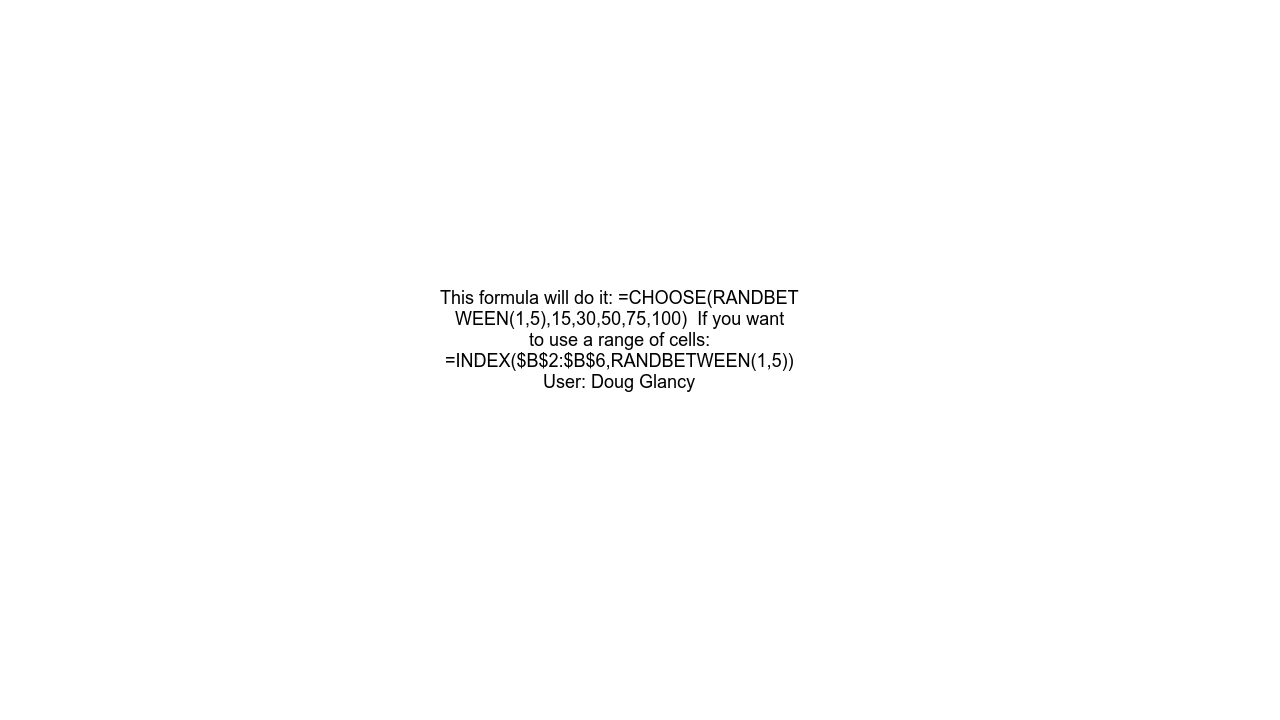 This formula will do it: =CHOOSE(RANDBET
WEEN(1,5),15,30,50,75,100)  If you want
to use a range of cells:
=INDEX($B$2:$B$6,RANDBETWEEN(1,5))
User: Doug Glancy